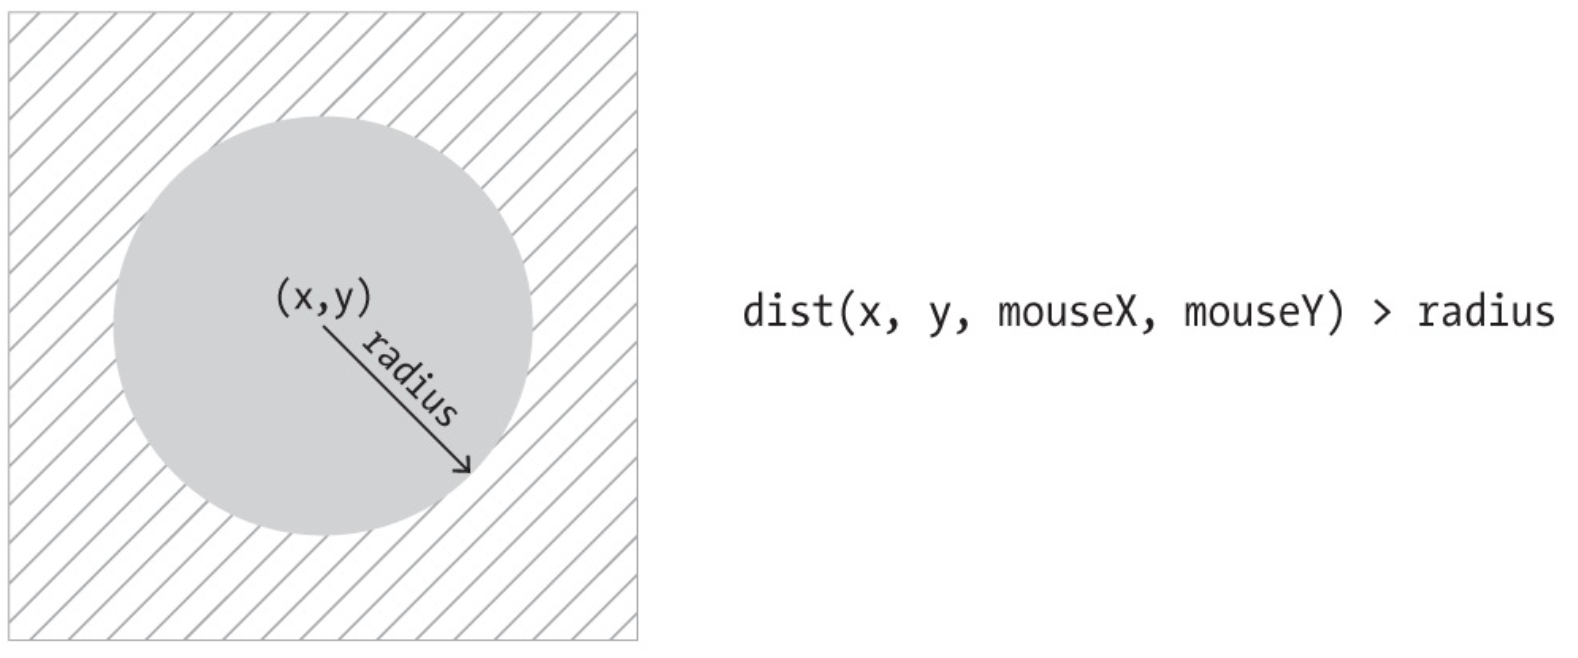 (x,y)
radius
dist(x, y, mouseX, mouseY) > radius